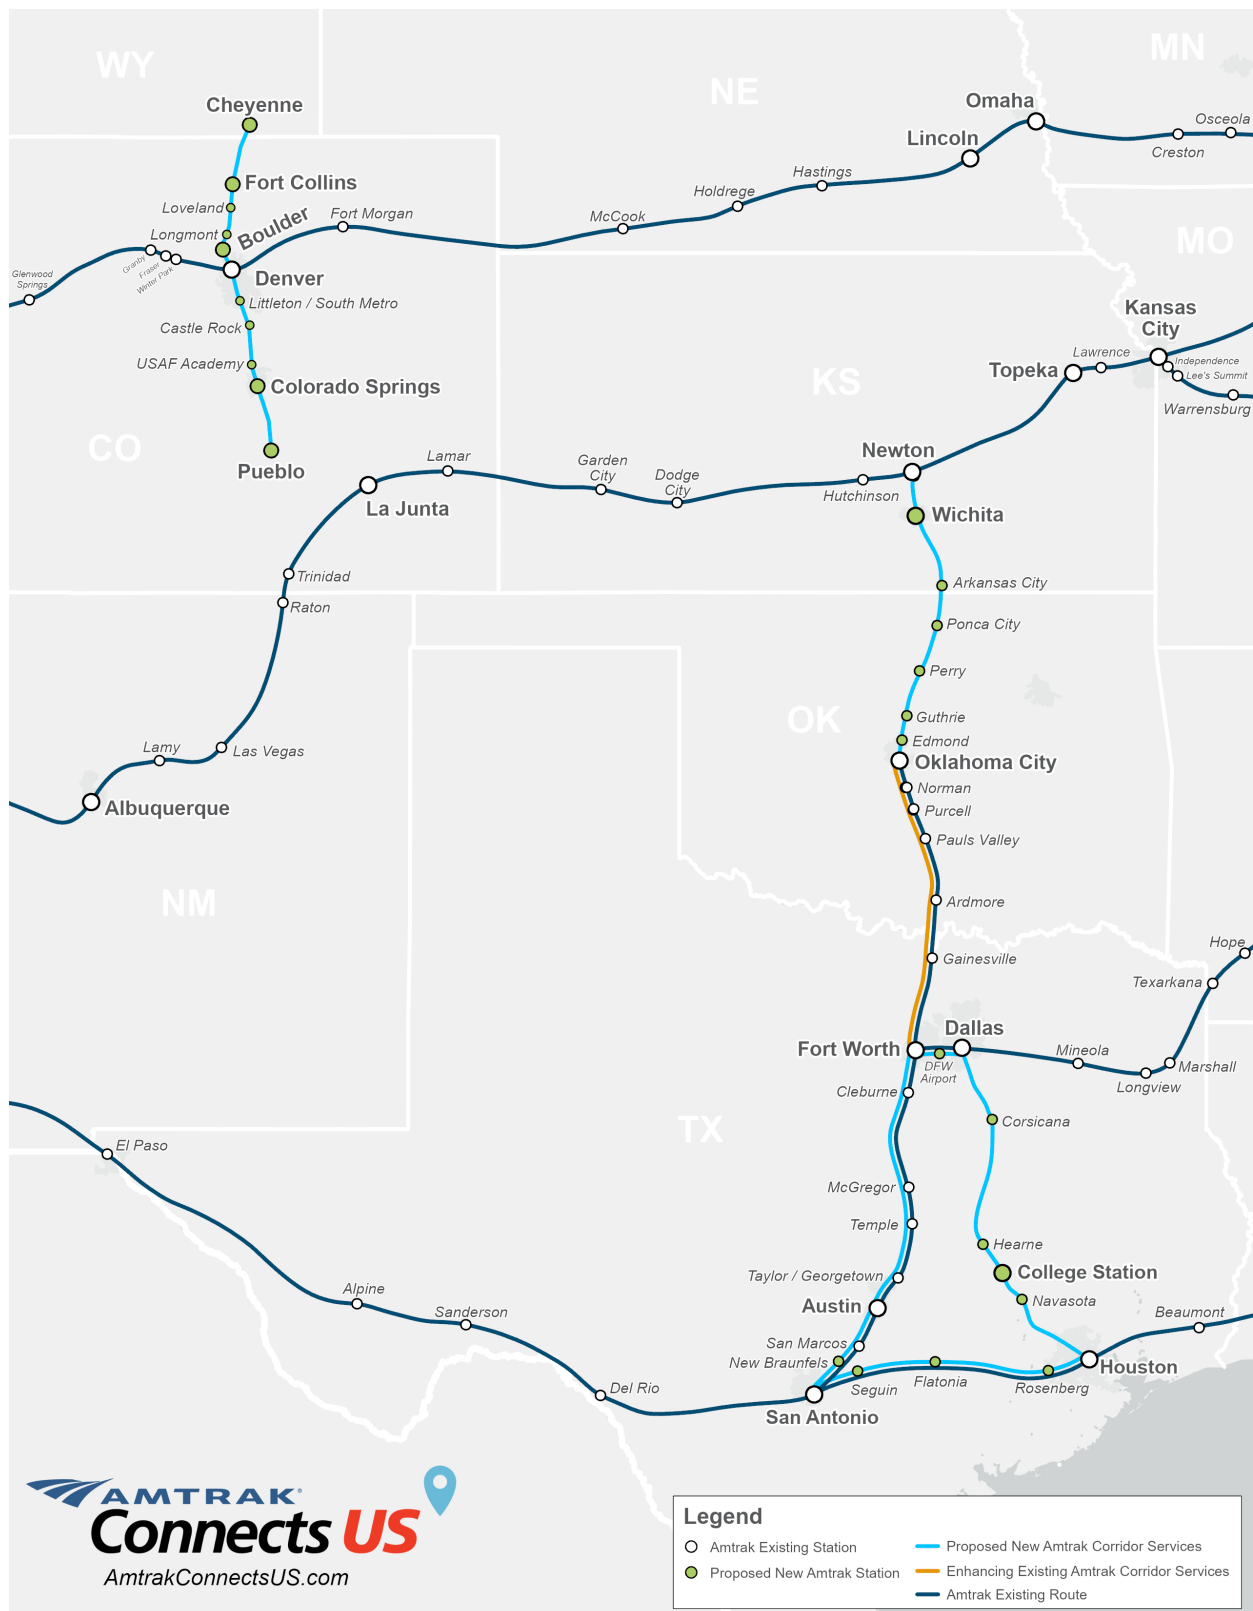 WY
NE
MN
Cheyenne
Omaha
Lincoln
Osceola
Creston
Fort Collins
Loveland
Longmont
Boulder
Fort Morgan
Hastings
Holdrege
McCook
MO
Granby
Fraser
Winter Park
Glenwood
Springs
Denver
Littleton / South Metro
Castle Rock
USAF Academy
Colorado Springs
CO
Pueblo
Kansas
City
Lawrence
Topeka
Independence
Lee's Summit
Warrensburg
KS
Newton
Lamar
La Junta
Garden
City
Dodge
City
Hutchinson
Wichita
Trinidad
Raton
Arkansas City
Ponca City
Perry
OK
Guthrie
Edmond
Oklahoma City
Lamy
Las Vegas
Albuquerque
Norman
Purcell
Pauls Valley
NM
Ardmore
Gainesville
Hope
Texarkana
Dallas
Fort Worth
DFW
Airport
Mineola
Longview
Marshall
Cleburne
Corsicana
TX
El Paso
McGregor
Temple
Hearne
College Station
Taylor / Georgetown
Navasota
Alpine
Sanderson
Austin
Beaumont
San Marcos
New Braunfels
Seguin
Flatonia
Rosenberg
Houston
Del Rio
San Antonio
AMTRAK
Connects US
AmtrakConnectsUS.com
Legend
Amtrak Existing Station
Proposed New Amtrak Station
Proposed New Amtrak Corridor Services
Enhancing Existing Amtrak Corridor Services
Amtrak Existing Route